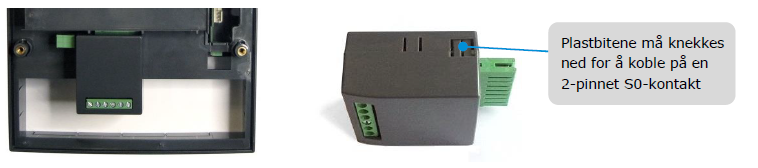 Plastbitene må knekkes
ned for å koble på en
2-pinnet S0-kontakt